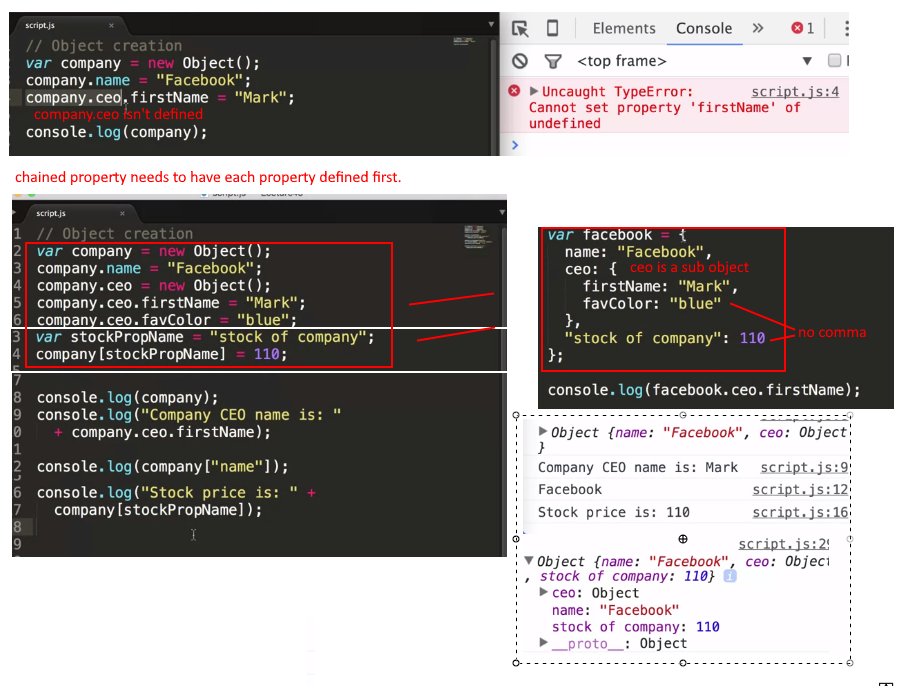 script.js ×
// Object creation
var company = new Object();
company.name = "Facebook";
company.ceo.firstName = "Mark";
company.ceo isn't defined
console.log(company);
Elements Console » 1
<top frame> ▼
Uncaught TypeError: script.js:4
Cannot set property 'firstName' of
undefined
>
chained property needs to have each property defined first.
script.js ×
1 // Object creation
2 var company = new Object();
3 company.name = "Facebook";
4 company.ceo = new Object();
5 company.ceo.firstName = "Mark";
6 company.ceo.favColor = "blue";
3 var stockPropName = "stock of company";
4 company[stockPropName] = 110;
7
8 console.log(company);
9 console.log("Company CEO name is: "
0 + company.ceo.firstName);
1
2 console.log(company["name"]);
6 console.log("Stock price is: " +
7 company[stockPropName]);
8
9
var facebook = {
name: "Facebook",
ceo: { ceo is a sub object
firstName: "Mark",
favColor: "blue"
},
no comma
"stock of company": 110
};
console.log(facebook.ceo.firstName);
▶Object {name: "Facebook", ceo: Object
}
Company CEO name is: Mark script.js:9
Facebook script.js:12
Stock price is: 110 script.js:16
script.js:29
▼Object {name: "Facebook", ceo: Object
, stock of company: 110} i
▶ceo: Object
name: "Facebook"
stock of company: 110
▶__proto__: Object